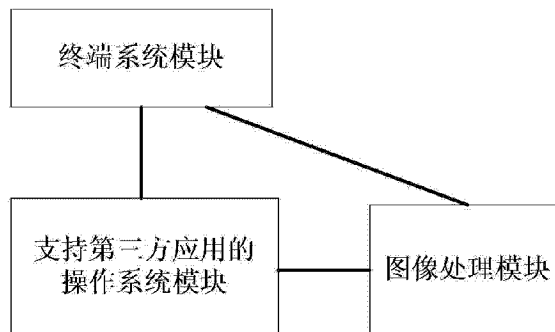 终端系统模块
支持第三方应用的
操作系统模块
图像处理模块